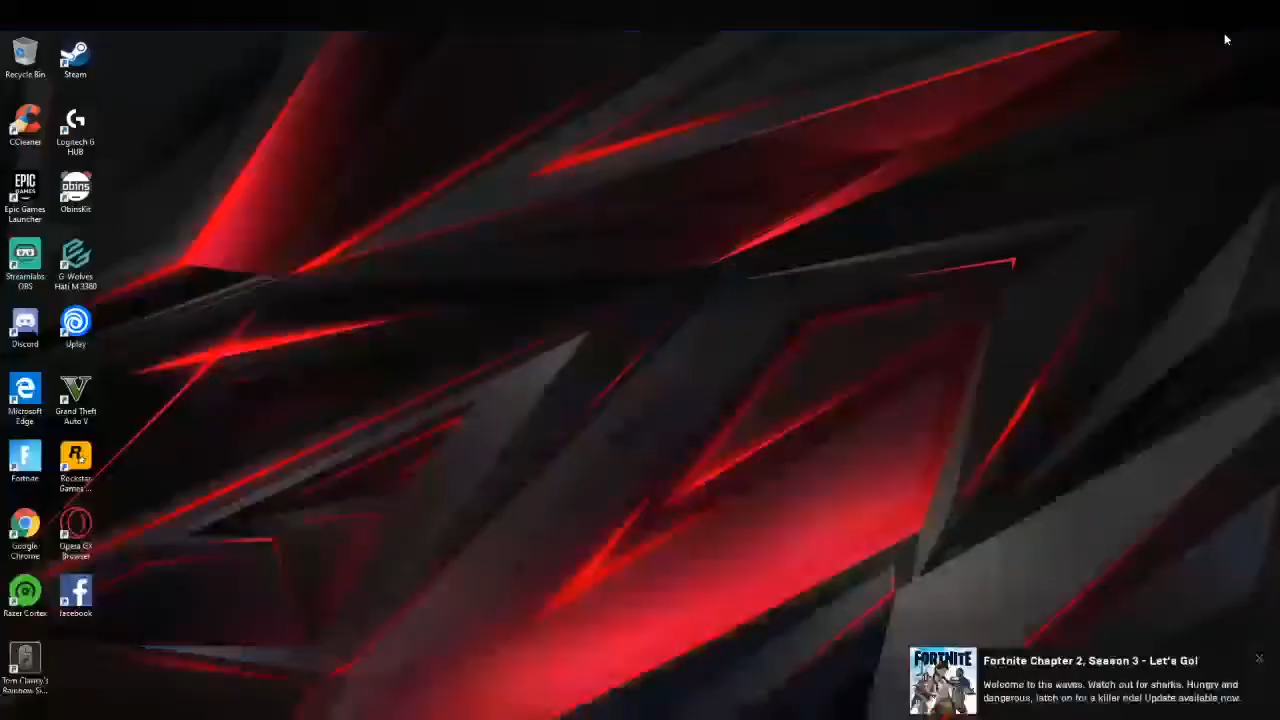 Recycle Bin
Steam
CCleaner
Logitech G
HUB
EPIC
GAMES
Epic Games
Launcher
obins
ObinsKit
Streamlabs
OBS
G-Wolves
Hati M 3360
Discord
Uplay
Microsoft
Edge
Grand Theft
Auto V
Fortnite
Rockstar
Games ...
Google
Chrome
Opera GX
Browser
Razer Cortex
facebook
Tom Clancy's
Rainbow Si...
FORTNITE
Fortnite Chapter 2, Season 3 - Let's Go!
Welcome to the waves. Watch out for sharks. Hungry and
dangerous, latch on for a killer ride! Update available now.